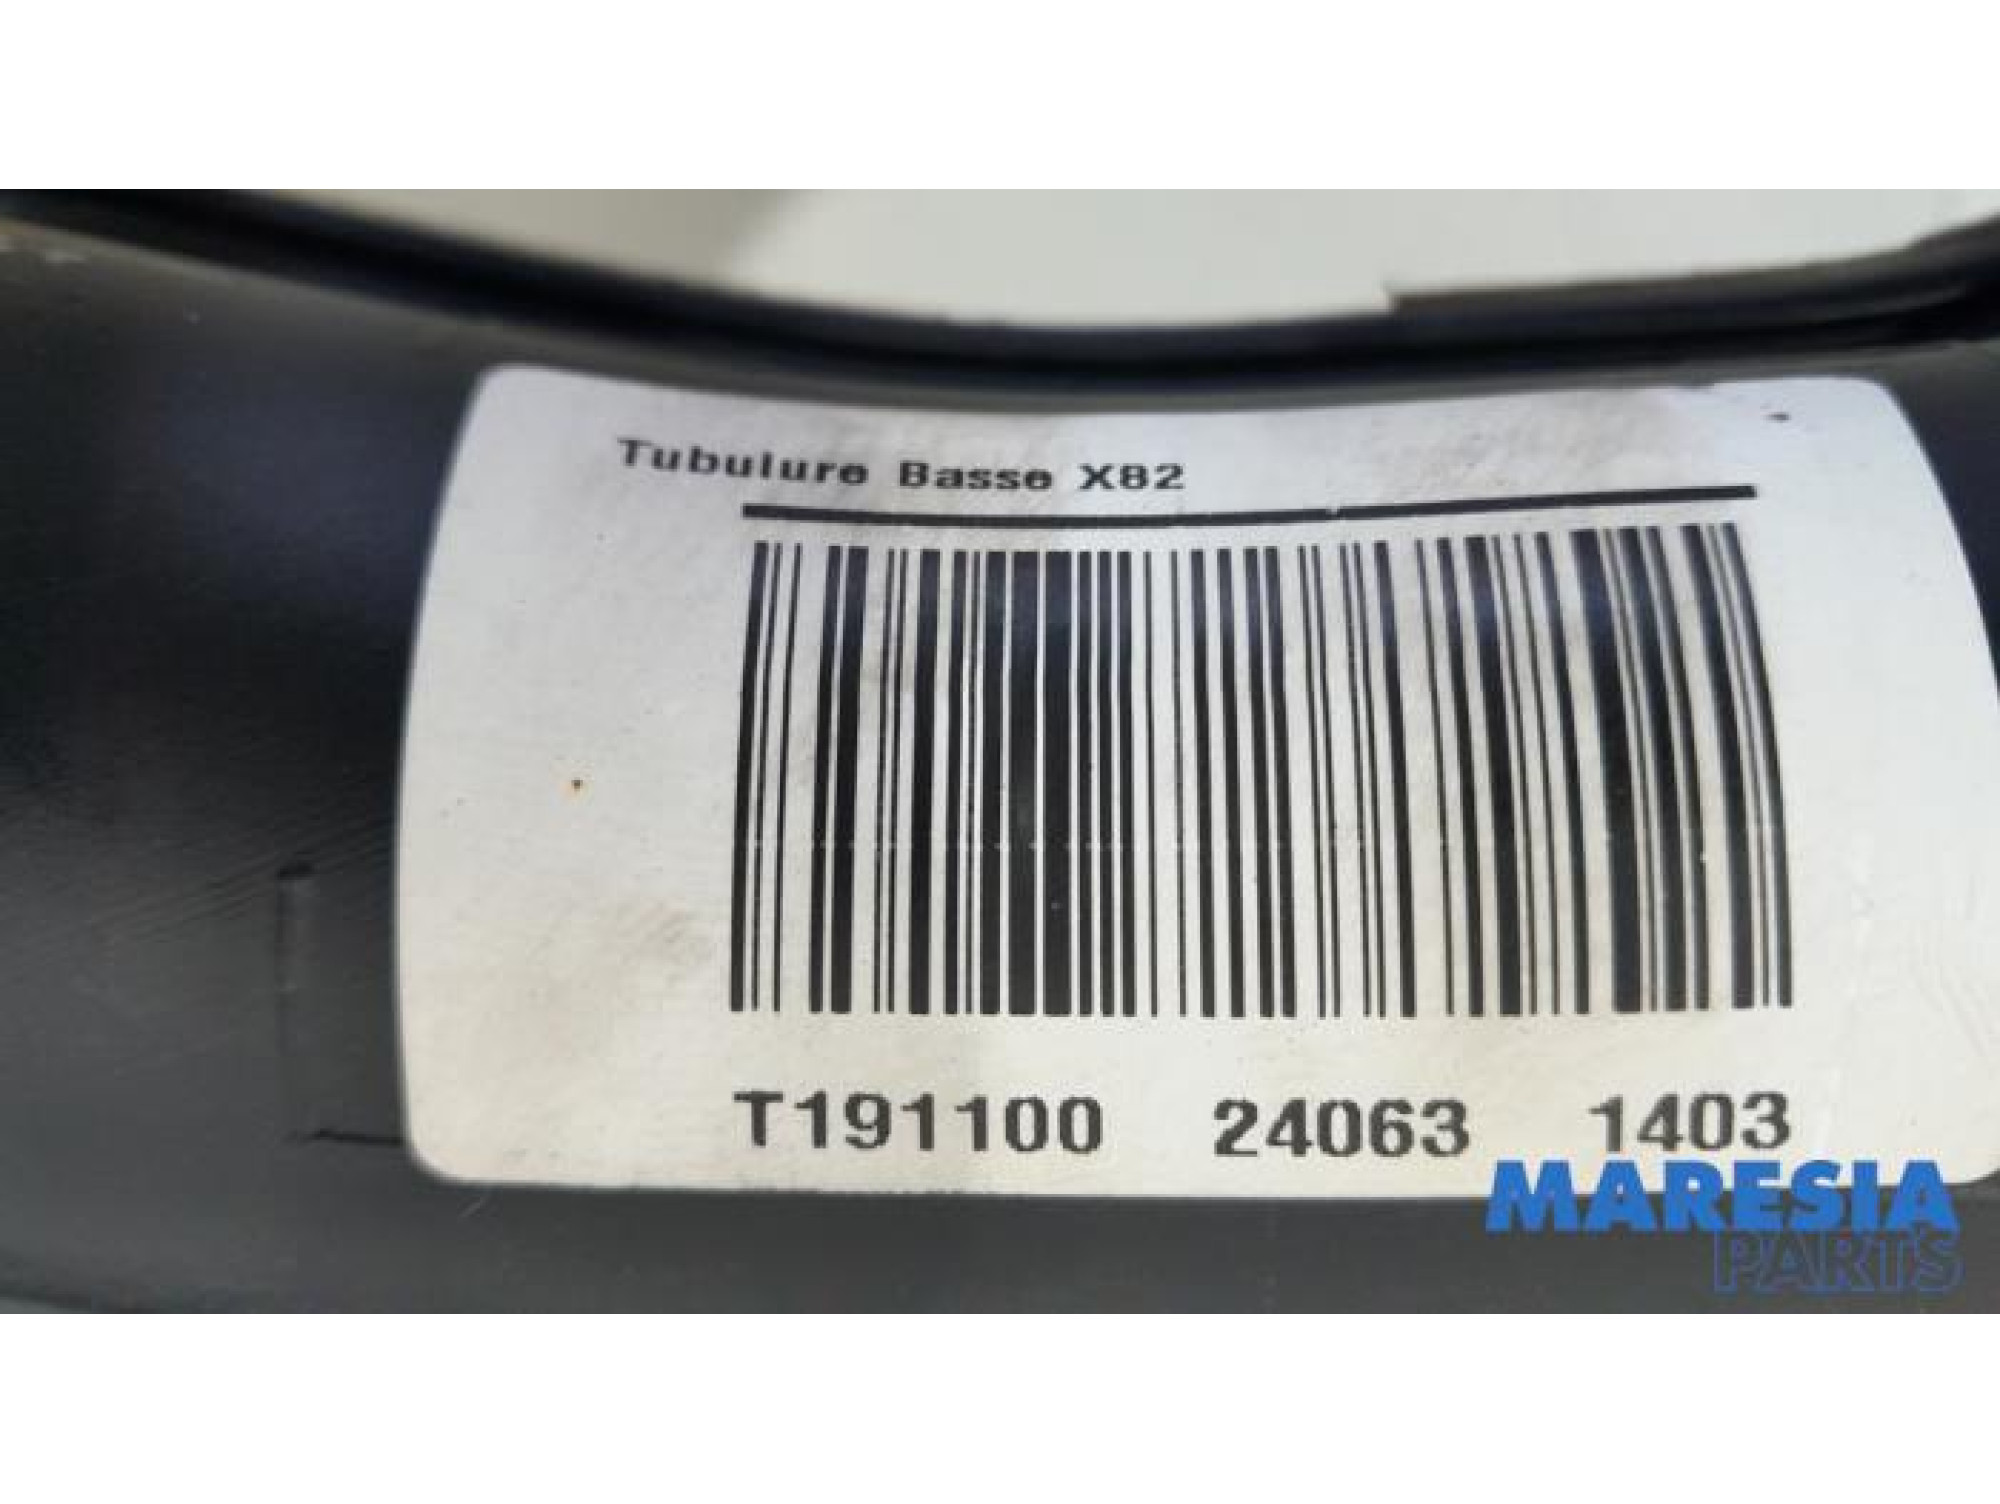 Tubulure Basse X82
T191100 24063 1403
MARESIA
PARTS